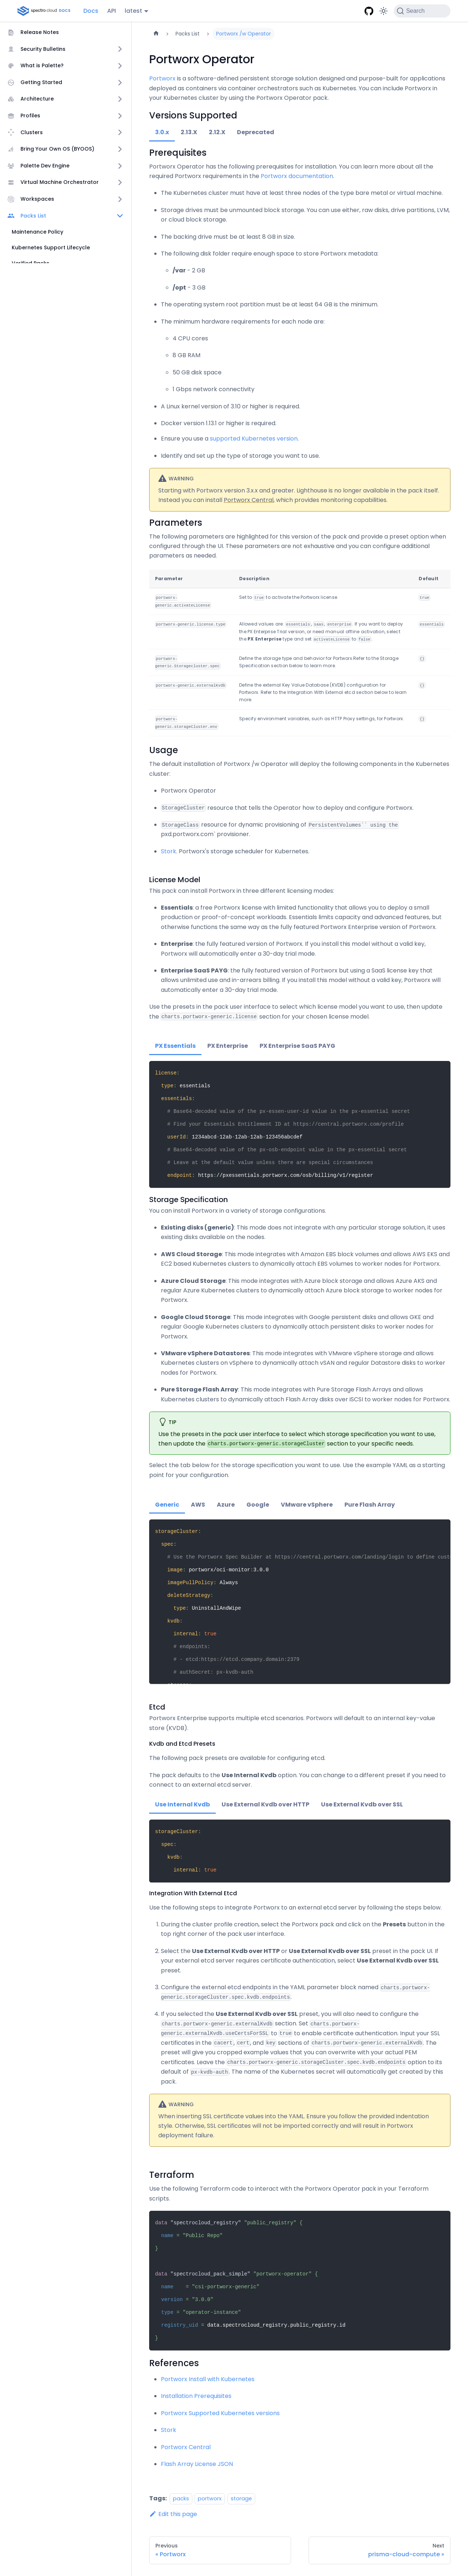 spectrocloud DOCS
Docs
API
latest
Search
Release Notes
Security Bulletins
What is Palette?
Getting Started
Architecture
Profiles
Clusters
Bring Your Own OS (BYOOS)
Palette Dev Engine
Virtual Machine Orchestrator
Workspaces
Packs List
Maintenance Policy
Kubernetes Support Lifecycle
Verified Packs
Packs List
Portworx /w Operator
Portworx Operator
Portworx is a software-defined persistent storage solution designed and purpose-built for applications
deployed as containers via container orchestrators such as Kubernetes. You can include Portworx in
your Kubernetes cluster by using the Portworx Operator pack.
Versions Supported
3.0.x
2.13.X
2.12.X
Deprecated
Prerequisites
Portworx Operator has the following prerequisites for installation. You can learn more about all the
required Portworx requirements in the Portworx documentation.
The Kubernetes cluster must have at least three nodes of the type bare metal or virtual machine.
Storage drives must be unmounted block storage. You can use either, raw disks, drive partitions, LVM,
or cloud block storage.
The backing drive must be at least 8 GB in size.
The following disk folder require enough space to store Portworx metadata:
/var - 2 GB
/opt - 3 GB
The operating system root partition must be at least 64 GB is the minimum.
The minimum hardware requirements for each node are:
4 CPU cores
8 GB RAM
50 GB disk space
1 Gbps network connectivity
A Linux kernel version of 3.10 or higher is required.
Docker version 1.13.1 or higher is required.
Ensure you use a supported Kubernetes version.
Identify and set up the type of storage you want to use.
WARNING
Starting with Portworx version 3.x.x and greater. Lighthouse is no longer available in the pack itself.
Instead you can install Portworx Central, which provides monitoring capabilities.
Parameters
The following parameters are highlighted for this version of the pack and provide a preset option when
configured through the UI. These parameters are not exhaustive and you can configure additional
parameters as needed.
Parameter
Description
Default
portworx-
generic.activateLicense
Set to true to activate the Portworx license.
true
portworx-generic.license.type
Allowed values are essentials, saas, enterprise. If you want to deploy
the PX Enterprise Trial version, or need manual offline activation, select
the PX Enterprise type and set activateLicense to false.
essentials
portworx-
generic.storageCluster.spec
Define the storage type and behavior for Portworx.Refer to the Storage
Specification section below to learn more.
{}
portworx-generic.externalKvdb
Define the external Key Value Database (KVDB) configuration for
Portworx. Refer to the Integration With External etcd section below to learn
more.
{}
portworx-
generic.storageCluster.env
Specify environment variables, such as HTTP Proxy settings, for Portworx.
{}
Usage
The default installation of Portworx /w Operator will deploy the following components in the Kubernetes
cluster:
Portworx Operator
StorageCluster resource that tells the Operator how to deploy and configure Portworx.
StorageClass resource for dynamic provisioning of PersistentVolumes`` using the
pxd.portworx.com` provisioner.
Stork, Portworx's storage scheduler for Kubernetes.
License Model
This pack can install Portworx in three different licensing modes:
Essentials: a free Portworx license with limited functionality that allows you to deploy a small
production or proof-of-concept workloads. Essentials limits capacity and advanced features, but
otherwise functions the same way as the fully featured Portworx Enterprise version of Portworx.
Enterprise: the fully featured version of Portworx. If you install this model without a valid key,
Portworx will automatically enter a 30-day trial mode.
Enterprise SaaS PAYG: the fully featured version of Portworx but using a SaaS license key that
allows unlimited use and in-arrears billing. If you install this model without a valid key, Portworx will
automatically enter a 30-day trial mode.
Use the presets in the pack user interface to select which license model you want to use, then update
the charts.portworx-generic.license section for your chosen license model.
PX Essentials
PX Enterprise
PX Enterprise SaaS PAYG
license:
type: essentials
essentials:
# Base64-decoded value of the px-essen-user-id value in the px-essential secret
# Find your Essentials Entitlement ID at https://central.portworx.com/profile
userId: 1234abcd-12ab-12ab-12ab-123456abcdef
# Base64-decoded value of the px-osb-endpoint value in the px-essential secret
# Leave at the default value unless there are special circumstances
endpoint: https://pxessentials.portworx.com/osb/billing/v1/register
Storage Specification
You can install Portworx in a variety of storage configurations.
Existing disks (generic): This mode does not integrate with any particular storage solution, it uses
existing disks available on the nodes.
AWS Cloud Storage: This mode integrates with Amazon EBS block volumes and allows AWS EKS and
EC2 based Kubernetes clusters to dynamically attach EBS volumes to worker nodes for Portworx.
Azure Cloud Storage: This mode integrates with Azure block storage and allows Azure AKS and
regular Azure Kubernetes clusters to dynamically attach Azure block storage to worker nodes for
Portworx.
Google Cloud Storage: This mode integrates with Google persistent disks and allows GKE and
regular Google Kubernetes clusters to dynamically attach persistent disks to worker nodes for
Portworx.
VMware vSphere Datastores: This mode integrates with VMware vSphere storage and allows
Kubernetes clusters on vSphere to dynamically attach vSAN and regular Datastore disks to worker
nodes for Portworx.
Pure Storage Flash Array: This mode integrates with Pure Storage Flash Arrays and allows
Kubernetes clusters to dynamically attach Flash Array disks over iSCSI to worker nodes for Portworx.
TIP
Use the presets in the pack user interface to select which storage specification you want to use,
then update the charts.portworx-generic.storageCluster section to your specific needs.
Select the tab below for the storage specification you want to use. Use the example YAML as a starting
point for your configuration.
Generic
AWS
Azure
Google
VMware vSphere
Pure Flash Array
storageCluster:
spec:
# Use the Portworx Spec Builder at https://central.portworx.com/landing/login to define cust
image: portworx/oci-monitor:3.0.0
imagePullPolicy: Always
deleteStrategy:
type: UninstallAndWipe
kvdb:
internal: true
# endpoints:
# - etcd:https://etcd.company.domain:2379
# authSecret: px-kvdb-auth
Etcd
Portworx Enterprise supports multiple etcd scenarios. Portworx will default to an internal key-value
store (KVDB).
Kvdb and Etcd Presets
The following pack presets are available for configuring etcd.
The pack defaults to the Use Internal Kvdb option. You can change to a different preset if you need to
connect to an external etcd server.
Use Internal Kvdb
Use External Kvdb over HTTP
Use External Kvdb over SSL
storageCluster:
spec:
kvdb:
internal: true
Integration With External Etcd
Use the following steps to integrate Portworx to an external etcd server by following the steps below.
1. During the cluster profile creation, select the Portworx pack and click on the Presets button in the
top right corner of the pack user interface.
2. Select the Use External Kvdb over HTTP or Use External Kvdb over SSL preset in the pack UI. If
your external etcd server requires certificate validation, select Use External Kvdb over SSL
preset.
3. Configure the external etcd endpoints in the YAML parameter block named charts.portworx-
generic.storageCluster.spec.kvdb.endpoints.
4. If you selected the Use External Kvdb over SSL preset, you will also need to configure the
charts.portworx-generic.externalKvdb section. Set charts.portworx-
generic.externalKvdb.useCertsForSSL to true to enable certificate authentication. Input your SSL
certificates in the cacert, cert, and key sections of charts.portworx-generic.externalKvdb. The
preset will give you cropped example values that you can overwrite with your actual PEM
certificates. Leave the charts.portworx-generic.storageCluster.spec.kvdb.endpoints option to its
default of px-kvdb-auth. The name of the Kubernetes secret for etcd secrets get created by this
pack.
WARNING
When inserting SSL certificate values into the YAML. Ensure you follow the provided indentation
style. Otherwise, SSL certificates will not be imported correctly and will result in Portworx
deployment failure.
Terraform
Use the following Terraform code to interact with the Portworx Operator pack in your Terraform
scripts.
data "spectrocloud_registry" "public_registry" {
name = "Public Repo"
}
data "spectrocloud_pack_simple" "portworx-operator" {
name = "csi-portworx-generic"
version = "3.0.0"
type = "operator-instance"
registry_uid = data.spectrocloud_registry.public_registry.id
}
References
Portworx Install with Kubernetes
Installation Prerequisites
Portworx Supported Kubernetes versions
Stork
Portworx Central
Flash Array License JSON
Tags: packs portworx storage
Edit this page
Previous
« Portworx
Next
prisma-cloud-compute »